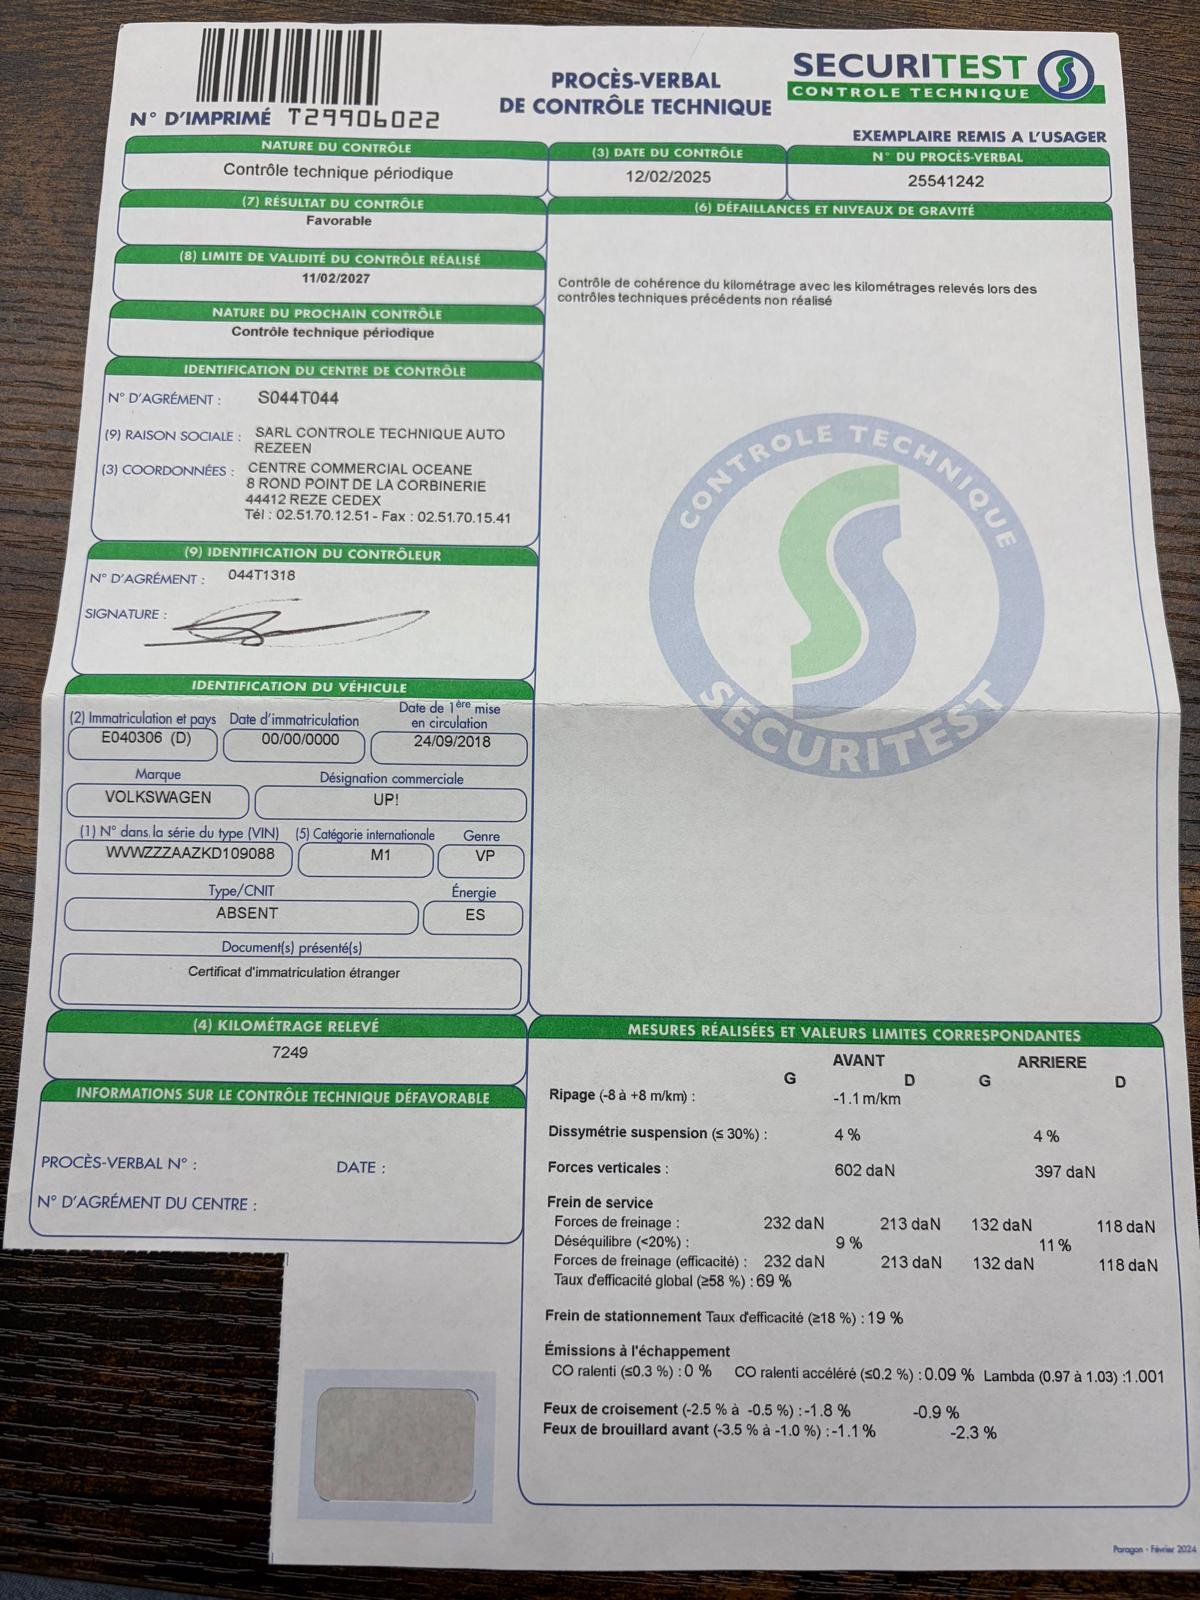 N° D'IMPRIMÉ T29906022
PROCÈS-VERBAL
DE CONTRÔLE TECHNIQUE
SECURITEST
CONTROLE TECHNIQUE
EXEMPLAIRE REMIS A L'USAGER
NATURE DU CONTRÔLE
Contrôle technique périodique
(3) DATE DU CONTRÔLE
12/02/2025
N° DU PROCÈS-VERBAL
25541242
(7) RÉSULTAT DU CONTRÔLE
Favorable
(8) LIMITE DE VALIDITÉ DU CONTRÔLE RÉALISÉ
11/02/2027
NATURE DU PROCHAIN CONTRÔLE
Contrôle technique périodique
IDENTIFICATION DU CENTRE DE CONTRÔLE
N° D'AGRÉMENT : S044T044
(9) RAISON SOCIALE : SARL CONTROLE TECHNIQUE AUTO
REZEEN
(3) COORDONNÉES : CENTRE COMMERCIAL OCEANE
8 ROND POINT DE LA CORBINERIE
44412 REZE CEDEX
Tél : 02.51.70.12.51 - Fax : 02.51.70.15.41
(9) IDENTIFICATION DU CONTRÔLEUR
N° D'AGRÉMENT : 044T1318
SIGNATURE :
IDENTIFICATION DU VÉHICULE
(2) Immatriculation et pays
E040306 (D)
Date d'immatriculation
00/00/0000
Date de 1ère mise
en circulation
24/09/2018
Marque
VOLKSWAGEN
Désignation commerciale
UP!
(1) N° dans la série du type (VIN)
WVWZZZAAZKD109088
(5) Catégorie internationale
M1
Genre
VP
Type/CNIT
ABSENT
Énergie
ES
Document(s) présenté(s)
Certificat d'immatriculation étranger
(4) KILOMÉTRAGE RELEVÉ
7249
INFORMATIONS SUR LE CONTRÔLE TECHNIQUE DÉFAVORABLE
PROCÈS-VERBAL N° : DATE :
N° D'AGRÉMENT DU CENTRE :
(6) DÉFAILLANCES ET NIVEAUX DE GRAVITÉ
Contrôle de cohérence du kilométrage avec les kilométrages relevés lors des
contrôles techniques précédents non réalisé
CONTROLE TECHNIQUE
SECURITEST
MESURES RÉALISÉES ET VALEURS LIMITES CORRESPONDANTES
AVANT ARRIERE
G D G D
Ripage (-8 à +8 m/km) : -1.1 m/km
Dissymétrie suspension (≤ 30%) : 4 % 4 %
Forces verticales : 602 daN 397 daN
Frein de service
Forces de freinage : 232 daN 213 daN 132 daN 118 daN
Déséquilibre (<20%) : 9 % 11 %
Forces de freinage (efficacité) : 232 daN 213 daN 132 daN 118 daN
Taux d'efficacité global (≥58 %) : 69 %
Frein de stationnement Taux d'efficacité (≥18 %) : 19 %
Émissions à l'échappement
CO ralenti (≤0.3 %) : 0 % CO ralenti accéléré (≤0.2 %) : 0.09 % Lambda (0.97 à 1.03) :1.001
Feux de croisement (-2.5 % à -0.5 %) : -1.8 % -0.9 %
Feux de brouillard avant (-3.5 % à -1.0 %) : -1.1 % -2.3 %
Paragon - Février 2024